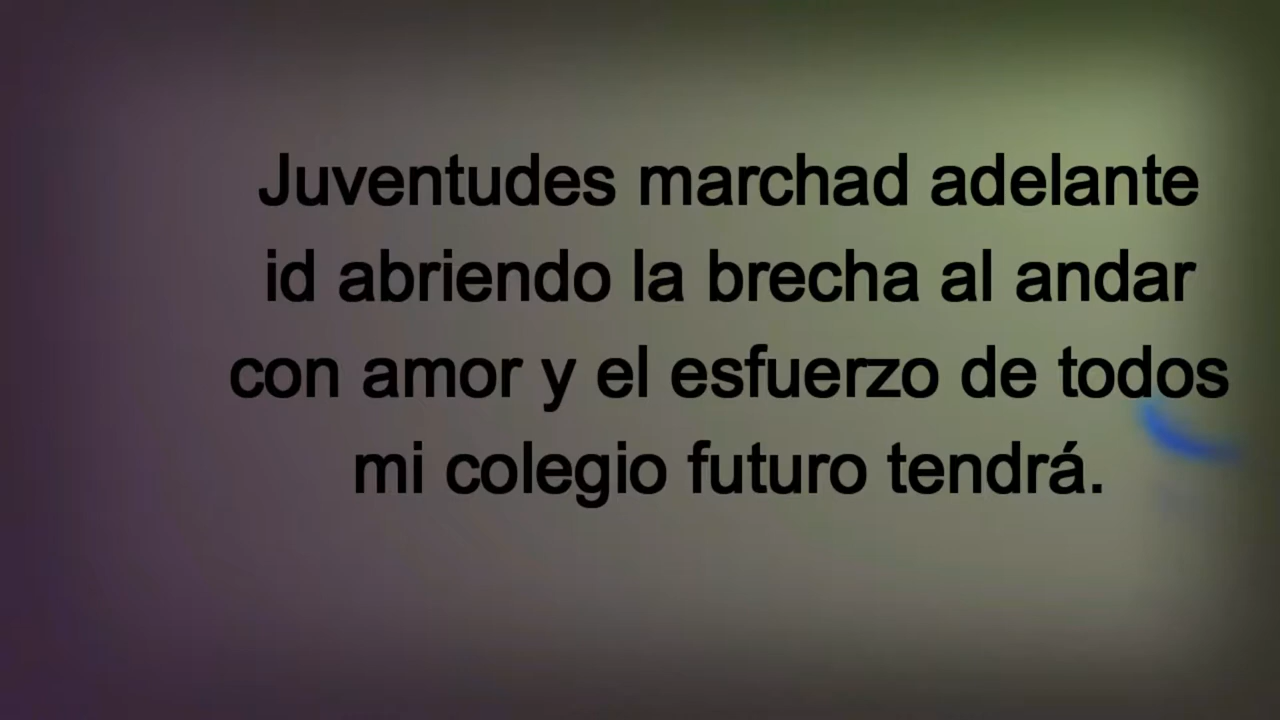 Juventudes marchad adelante
id abriendo la brecha al andar
con amor y el esfuerzo de todos
mi colegio futuro tendrá.